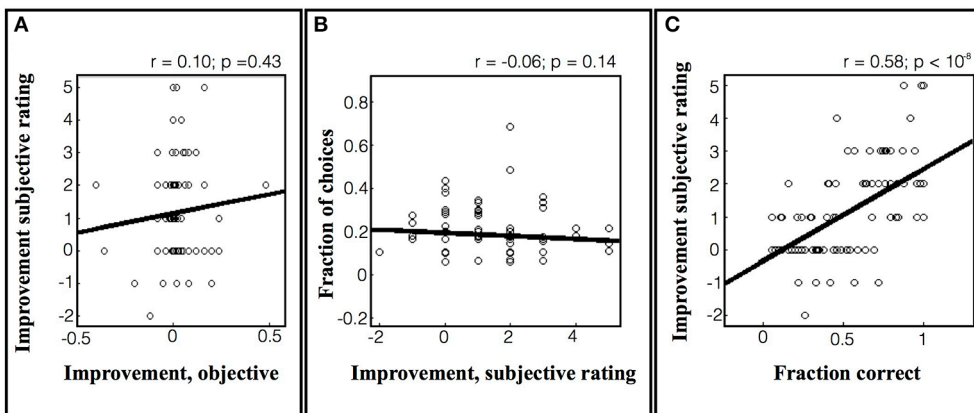 A
r = 0.10; p =0.43
Improvement subjective rating
5
4
3
2
1
0
-1
-2
-0.5
0
0.5
Improvement, objective
B
r = -0.06; p = 0.14
Fraction of choices
0.8
0.6
0.4
0.2
0
-0.2
-2
0
2
4
Improvement, subjective rating
C
r = 0.58; p < 10⁻⁸
Improvement subjective rating
5
4
3
2
1
0
-1
-2
0
0.5
1
Fraction correct